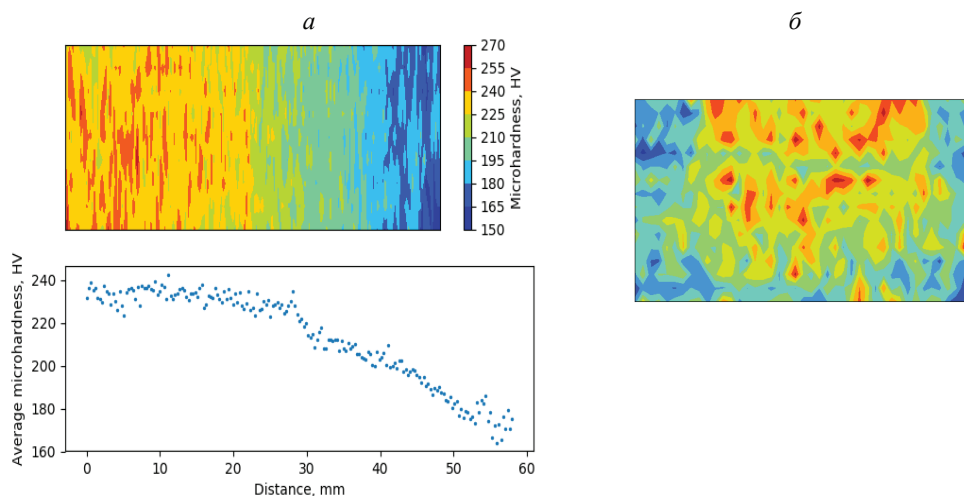 а
б
270
255
240
225
210
195
180
165
150
Microhardness, HV
240
220
200
180
160
Average microhardness, HV
0 10 20 30 40 50 60
Distance, mm